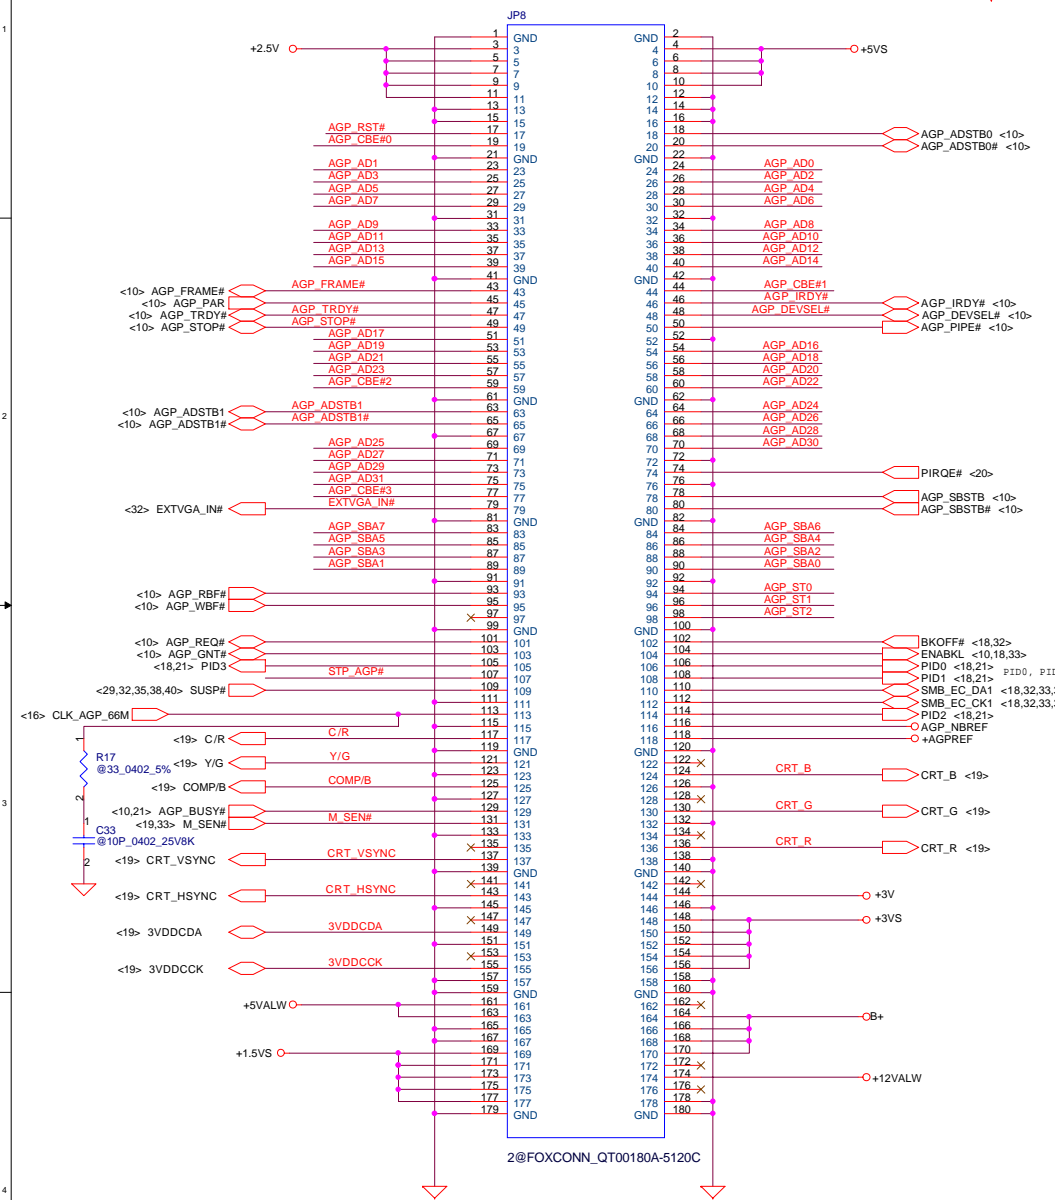 JP8
1
+2.5V 1 GND GND 2
3 3 4 4 +5VS
5 5 6 6
7 7 8 8
9 9 10 10
11 11 12 12
13 13 14 14
15 15 16 16
AGP_RST# 17 17 18 18 AGP_ADSTB0 <10>
AGP_CBE#0 19 19 20 20 AGP_ADSTB0# <10>
21 GND GND 22
AGP_AD1 23 23 24 24 AGP_AD0
AGP_AD3 25 25 26 26 AGP_AD2
AGP_AD5 27 27 28 28 AGP_AD4
AGP_AD7 29 29 30 30 AGP_AD6
31 31 32 32
AGP_AD9 33 33 34 34 AGP_AD8
AGP_AD11 35 35 36 36 AGP_AD10
AGP_AD13 37 37 38 38 AGP_AD12
AGP_AD15 39 39 40 40 AGP_AD14
41 GND GND 42
<10> AGP_FRAME# AGP_FRAME# 43 43 44 44 AGP_CBE#1
<10> AGP_PAR 45 45 46 46 AGP_IRDY# AGP_IRDY# <10>
<10> AGP_TRDY# AGP_TRDY# 47 47 48 48 AGP_DEVSEL# AGP_DEVSEL# <10>
<10> AGP_STOP# AGP_STOP# 49 49 50 50 AGP_PIPE# <10>
AGP_AD17 51 51 52 52
AGP_AD19 53 53 54 54 AGP_AD16
AGP_AD21 55 55 56 56 AGP_AD18
AGP_AD23 57 57 58 58 AGP_AD20
AGP_CBE#2 59 59 60 60 AGP_AD22
61 GND GND 62
2
<10> AGP_ADSTB1 AGP_ADSTB1 63 63 64 64 AGP_AD24
<10> AGP_ADSTB1# AGP_ADSTB1# 65 65 66 66 AGP_AD26
67 67 68 68 AGP_AD28
AGP_AD25 69 69 70 70 AGP_AD30
AGP_AD27 71 71 72 72
AGP_AD29 73 73 74 74 PIRQE# <20>
AGP_AD31 75 75 76 76
AGP_CBE#3 77 77 78 78 AGP_SBSTB <10>
<32> EXTVGA_IN# EXTVGA_IN# 79 79 80 80 AGP_SBSTB# <10>
81 GND GND 82
AGP_SBA7 83 83 84 84 AGP_SBA6
AGP_SBA5 85 85 86 86 AGP_SBA4
AGP_SBA3 87 87 88 88 AGP_SBA2
AGP_SBA1 89 89 90 90 AGP_SBA0
91 91 92 92
<10> AGP_RBF# 93 93 94 94 AGP_ST0
<10> AGP_WBF# 95 95 96 96 AGP_ST1
97 97 98 98 AGP_ST2
99 GND GND 100
<10> AGP_REQ# 101 101 102 102 BKOFF# <18,32>
<10> AGP_GNT# 103 103 104 104 ENABKL <10,18,33>
<18,21> PID3 105 105 106 106 PID0 <18,21>
STP_AGP# 107 107 108 108 PID1 <18,21> PID0, PID
<29,32,35,38,40> SUSP# 109 109 110 110 SMB_EC_DA1 <18,32,33,
111 111 112 112 SMB_EC_CK1 <18,32,33,
<16> CLK_AGP_66M 113 113 114 114 PID2 <18,21>
115 115 116 116 AGP_NBREF
<19> C/R C/R 117 117 118 118 +AGPREF
1
119 GND GND 120
R17
@33_0402_5%
<19> Y/G Y/G 121 121 122 122
123 123 124 124 CRT_B CRT_B <19>
<19> COMP/B COMP/B 125 125 126 126
2
127 127 128 128
3
<10,21> AGP_BUSY# 129 129 130 130 CRT_G CRT_G <19>
<19,33> M_SEN# M_SEN# 131 131 132 132
1
C33
@10P_0402_25V8K
2
133 133 134 134
135 135 136 136 CRT_R CRT_R <19>
<19> CRT_VSYNC CRT_VSYNC 137 137 138 138
139 GND GND 140
141 141 142 142
<19> CRT_HSYNC CRT_HSYNC 143 143 144 144 +3V
145 145 146 146
147 147 148 148 +3VS
<19> 3VDDCDA 3VDDCDA 149 149 150 150
151 151 152 152
153 153 154 154
<19> 3VDDCCK 3VDDCCK 155 155 156 156
157 157 158 158
159 GND GND 160
+5VALW 161 161 162 162
163 163 164 164 B+
165 165 166 166
167 167 168 168
+1.5VS 169 169 170 170
171 171 172 172
173 173 174 174 +12VALW
175 175 176 176
177 177 178 178
179 GND GND 180
2@FOXCONN_QT00180A-5120C
4